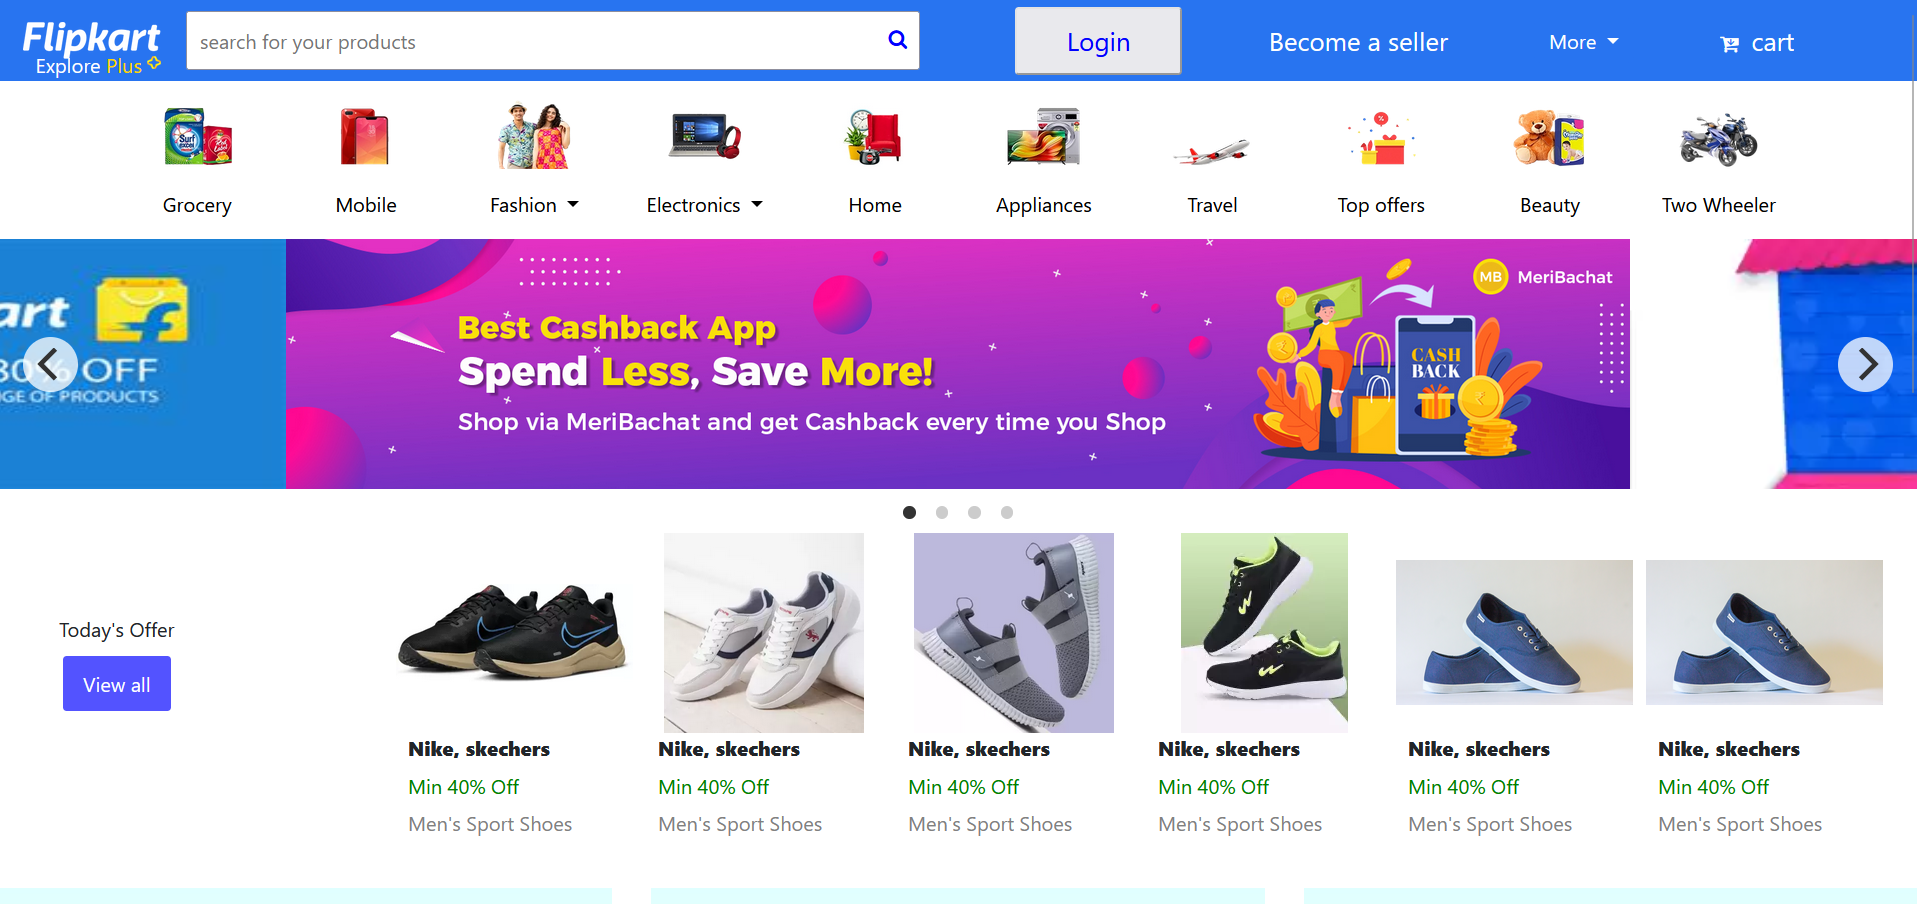 Flipkart
Explore Plus
search for your products
Login
Become a seller
More
cart
Surf excel
Grocery
Mobile
Fashion
Electronics
Home
Appliances
Travel
Top offers
Beauty
Two Wheeler
art
80% OFF
GE OF PRODUCTS
Best Cashback App
Spend Less, Save More!
Shop via MeriBachat and get Cashback every time you Shop
CASH
BACK
MB MeriBachat
Today's Offer
View all
Nike, skechers
Min 40% Off
Men's Sport Shoes
Nike, skechers
Min 40% Off
Men's Sport Shoes
Nike, skechers
Min 40% Off
Men's Sport Shoes
Nike, skechers
Min 40% Off
Men's Sport Shoes
Nike, skechers
Min 40% Off
Men's Sport Shoes
Nike, skechers
Min 40% Off
Men's Sport Shoes